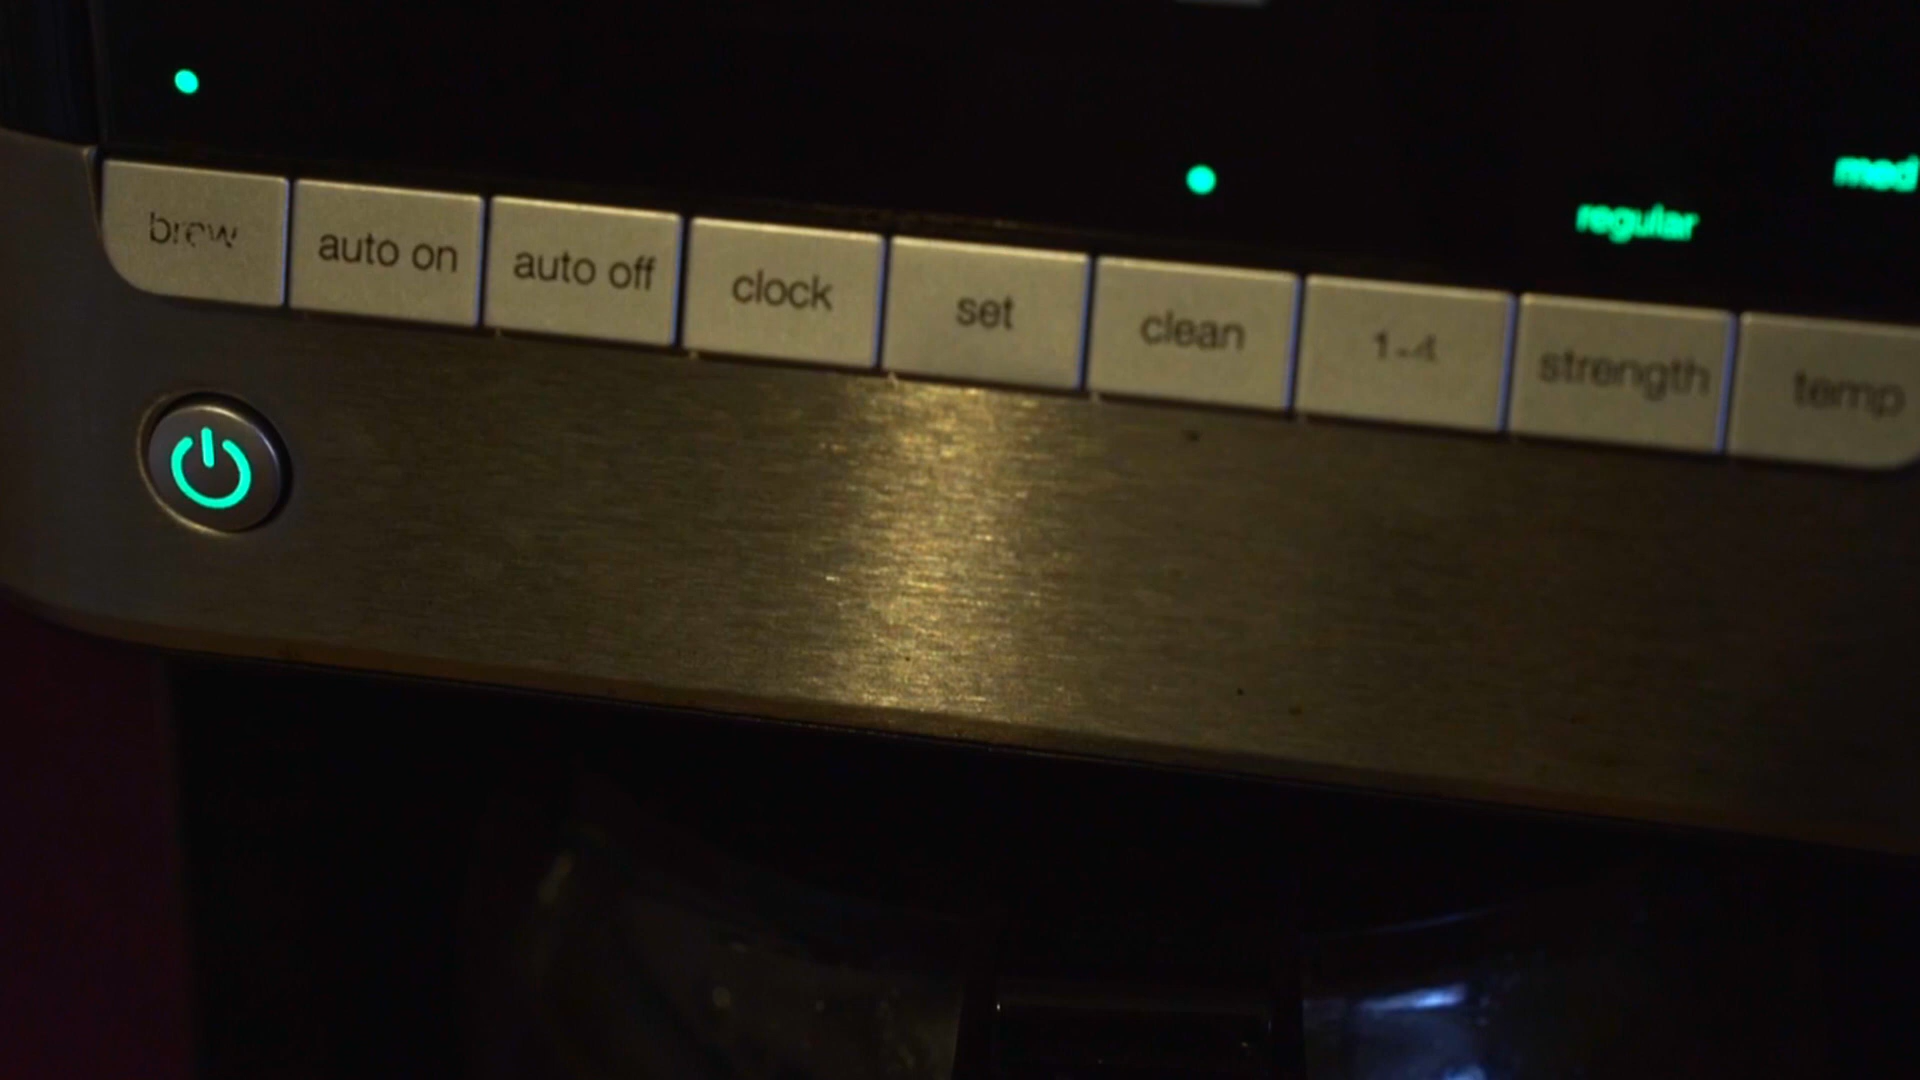 med
regular
brew
auto on
auto off
clock
set
clean
1-4
strength
temp